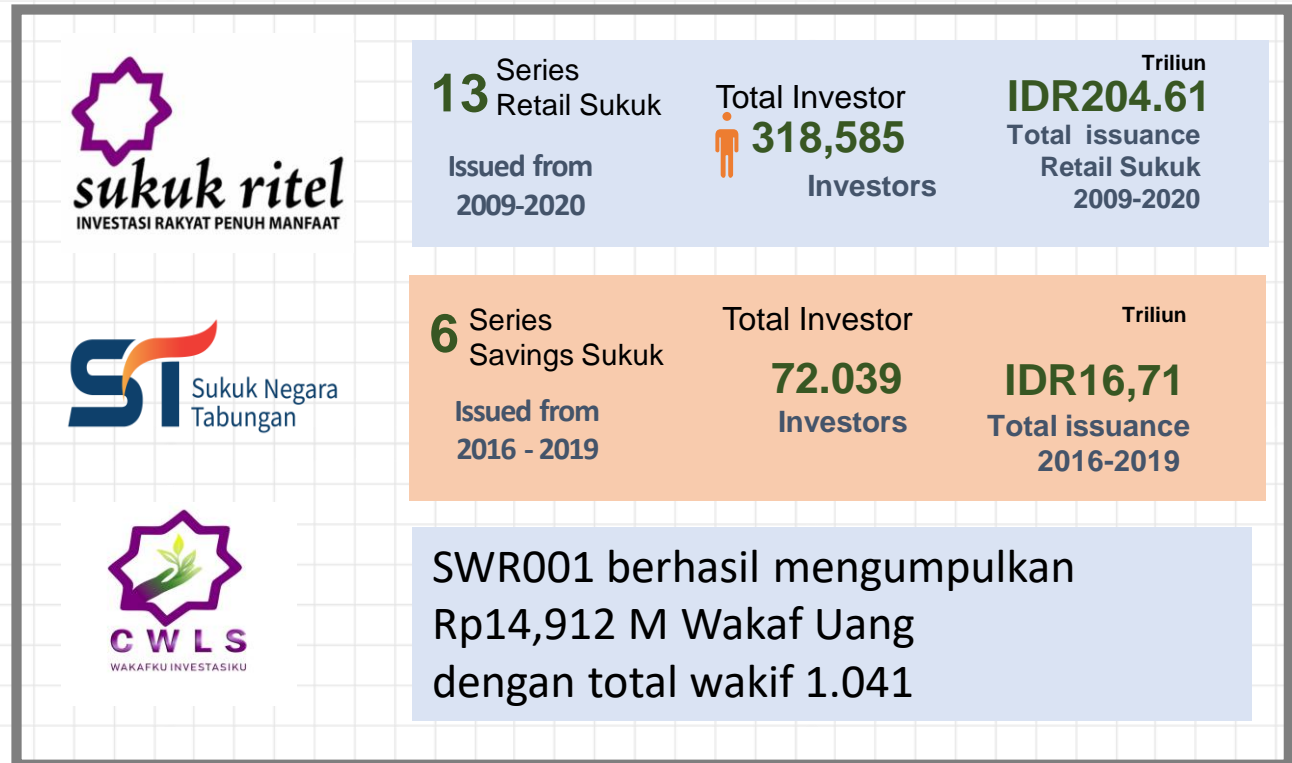 sukuk ritel
INVESTASI RAKYAT PENUH MANFAAT
13 Series
Retail Sukuk
Issued from
2009-2020
Total Investor
318,585
Investors
Triliun
IDR204.61
Total issuance
Retail Sukuk
2009-2020
ST
Sukuk Negara
Tabungan
6 Series
Savings Sukuk
Issued from
2016 - 2019
Total Investor
72.039
Investors
Triliun
IDR16,71
Total issuance
2016-2019
CWLS
WAKAFKU INVESTASIKU
SWR001 berhasil mengumpulkan
Rp14,912 M Wakaf Uang
dengan total wakif 1.041